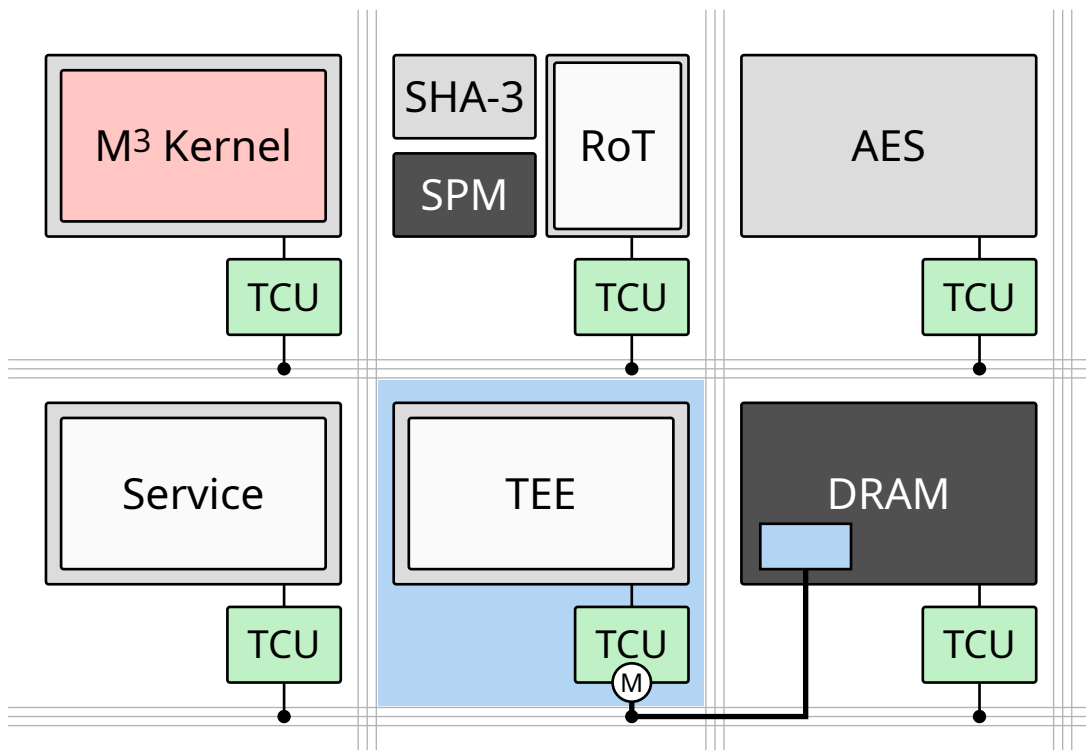 M³ Kernel
SHA-3
SPM
RoT
AES
TCU
TCU
TCU
Service
TEE
DRAM
TCU
TCU
M
TCU